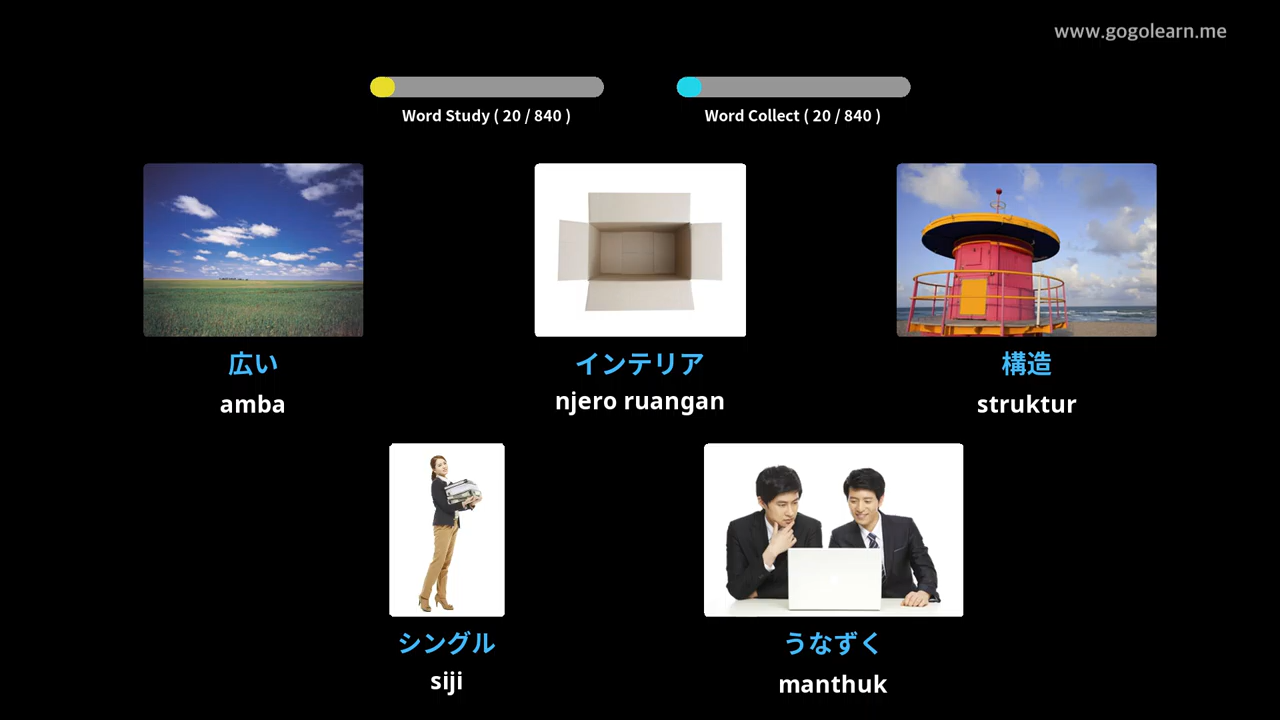 www.gogolearn.me
Word Study ( 20 / 840 )
Word Collect ( 20 / 840 )
広い
amba
インテリア
njero ruangan
構造
struktur
シングル
siji
うなずく
manthuk